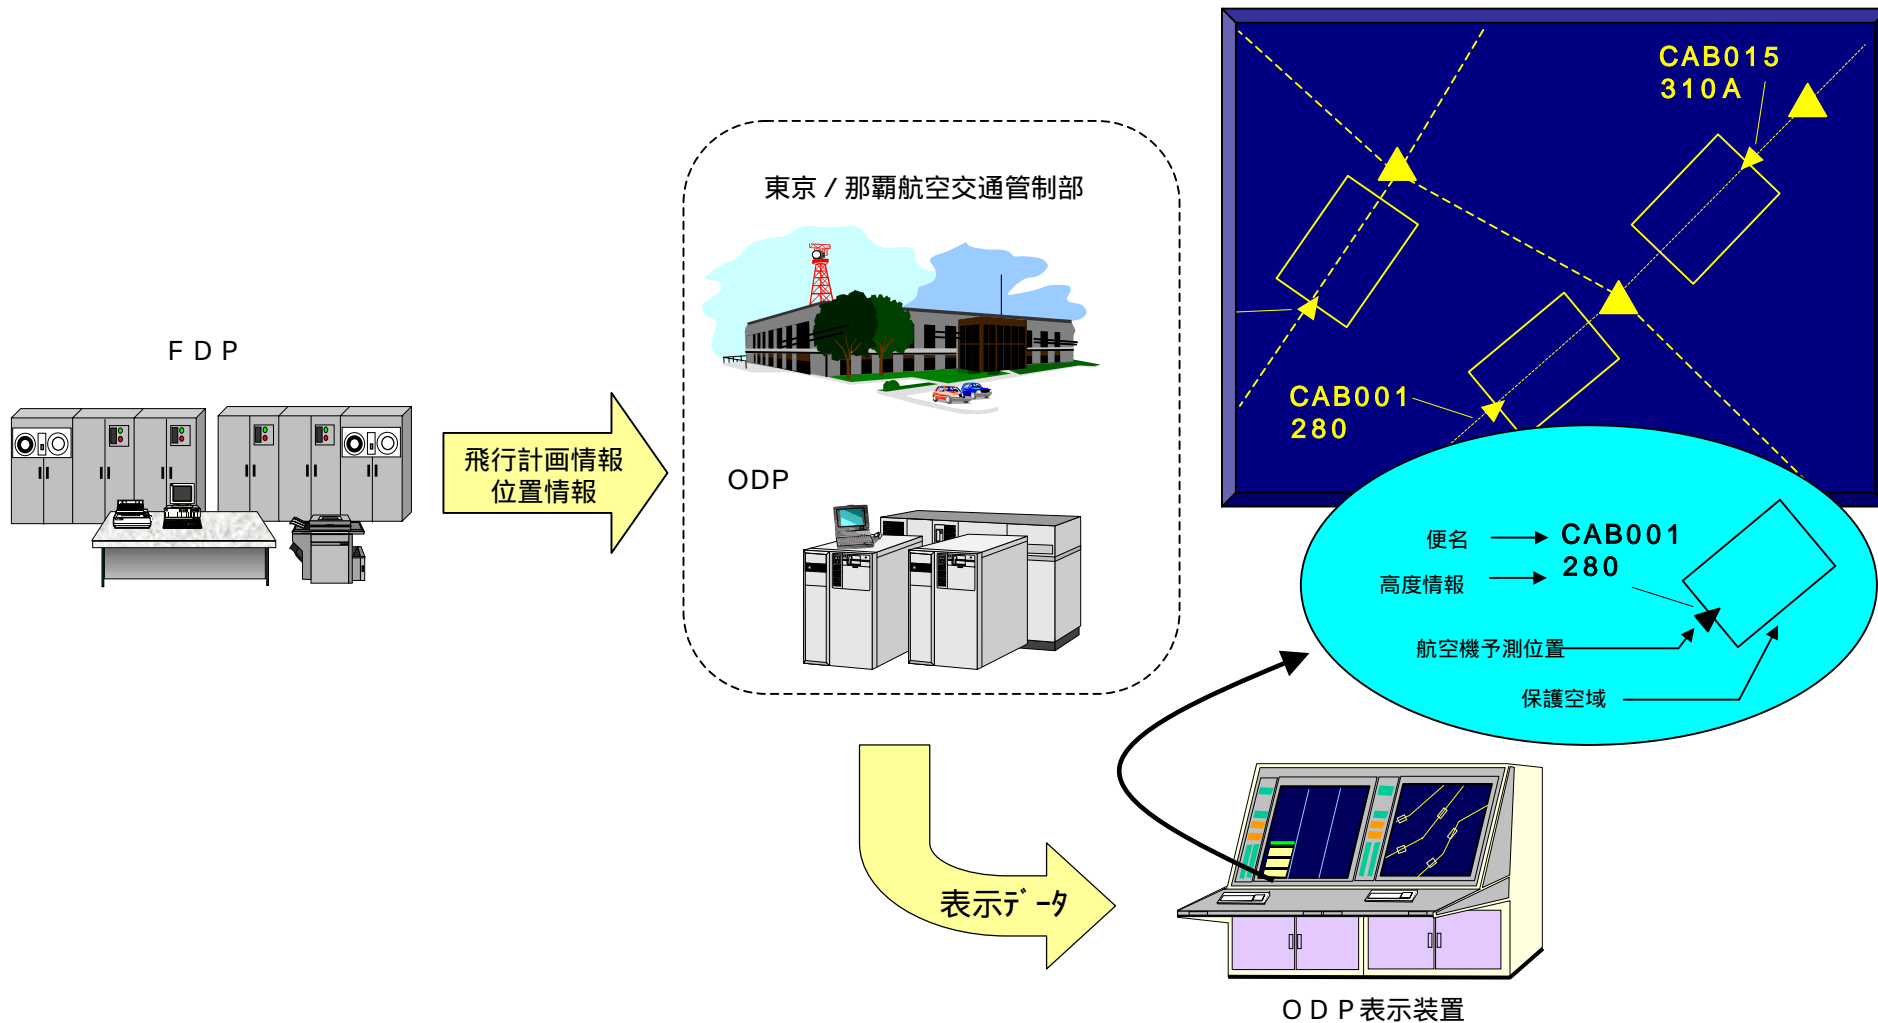 FDP
飛行計画情報
位置情報
東京/那覇航空交通管制部
ODP
表示ﾃﾞｰﾀ
CAB015
310A
CAB001
280
便名
CAB001
280
高度情報
航空機予測位置
保護空域
ODP表示装置